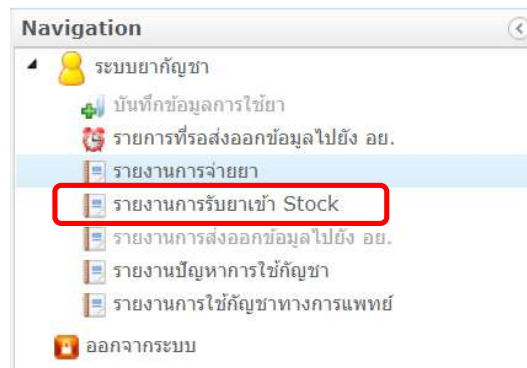 Navigation
ระบบยากัญชา
บันทึกข้อมูลการใช้ยา
รายการที่รอส่งออกข้อมูลไปยัง อย.
รายงานการจ่ายยา
รายงานการรับยาเข้า Stock
รายงานการส่งออกข้อมูลไปยัง อย.
รายงานปัญหาการใช้กัญชา
รายงานการใช้กัญชาทางการแพทย์
ออกจากระบบ